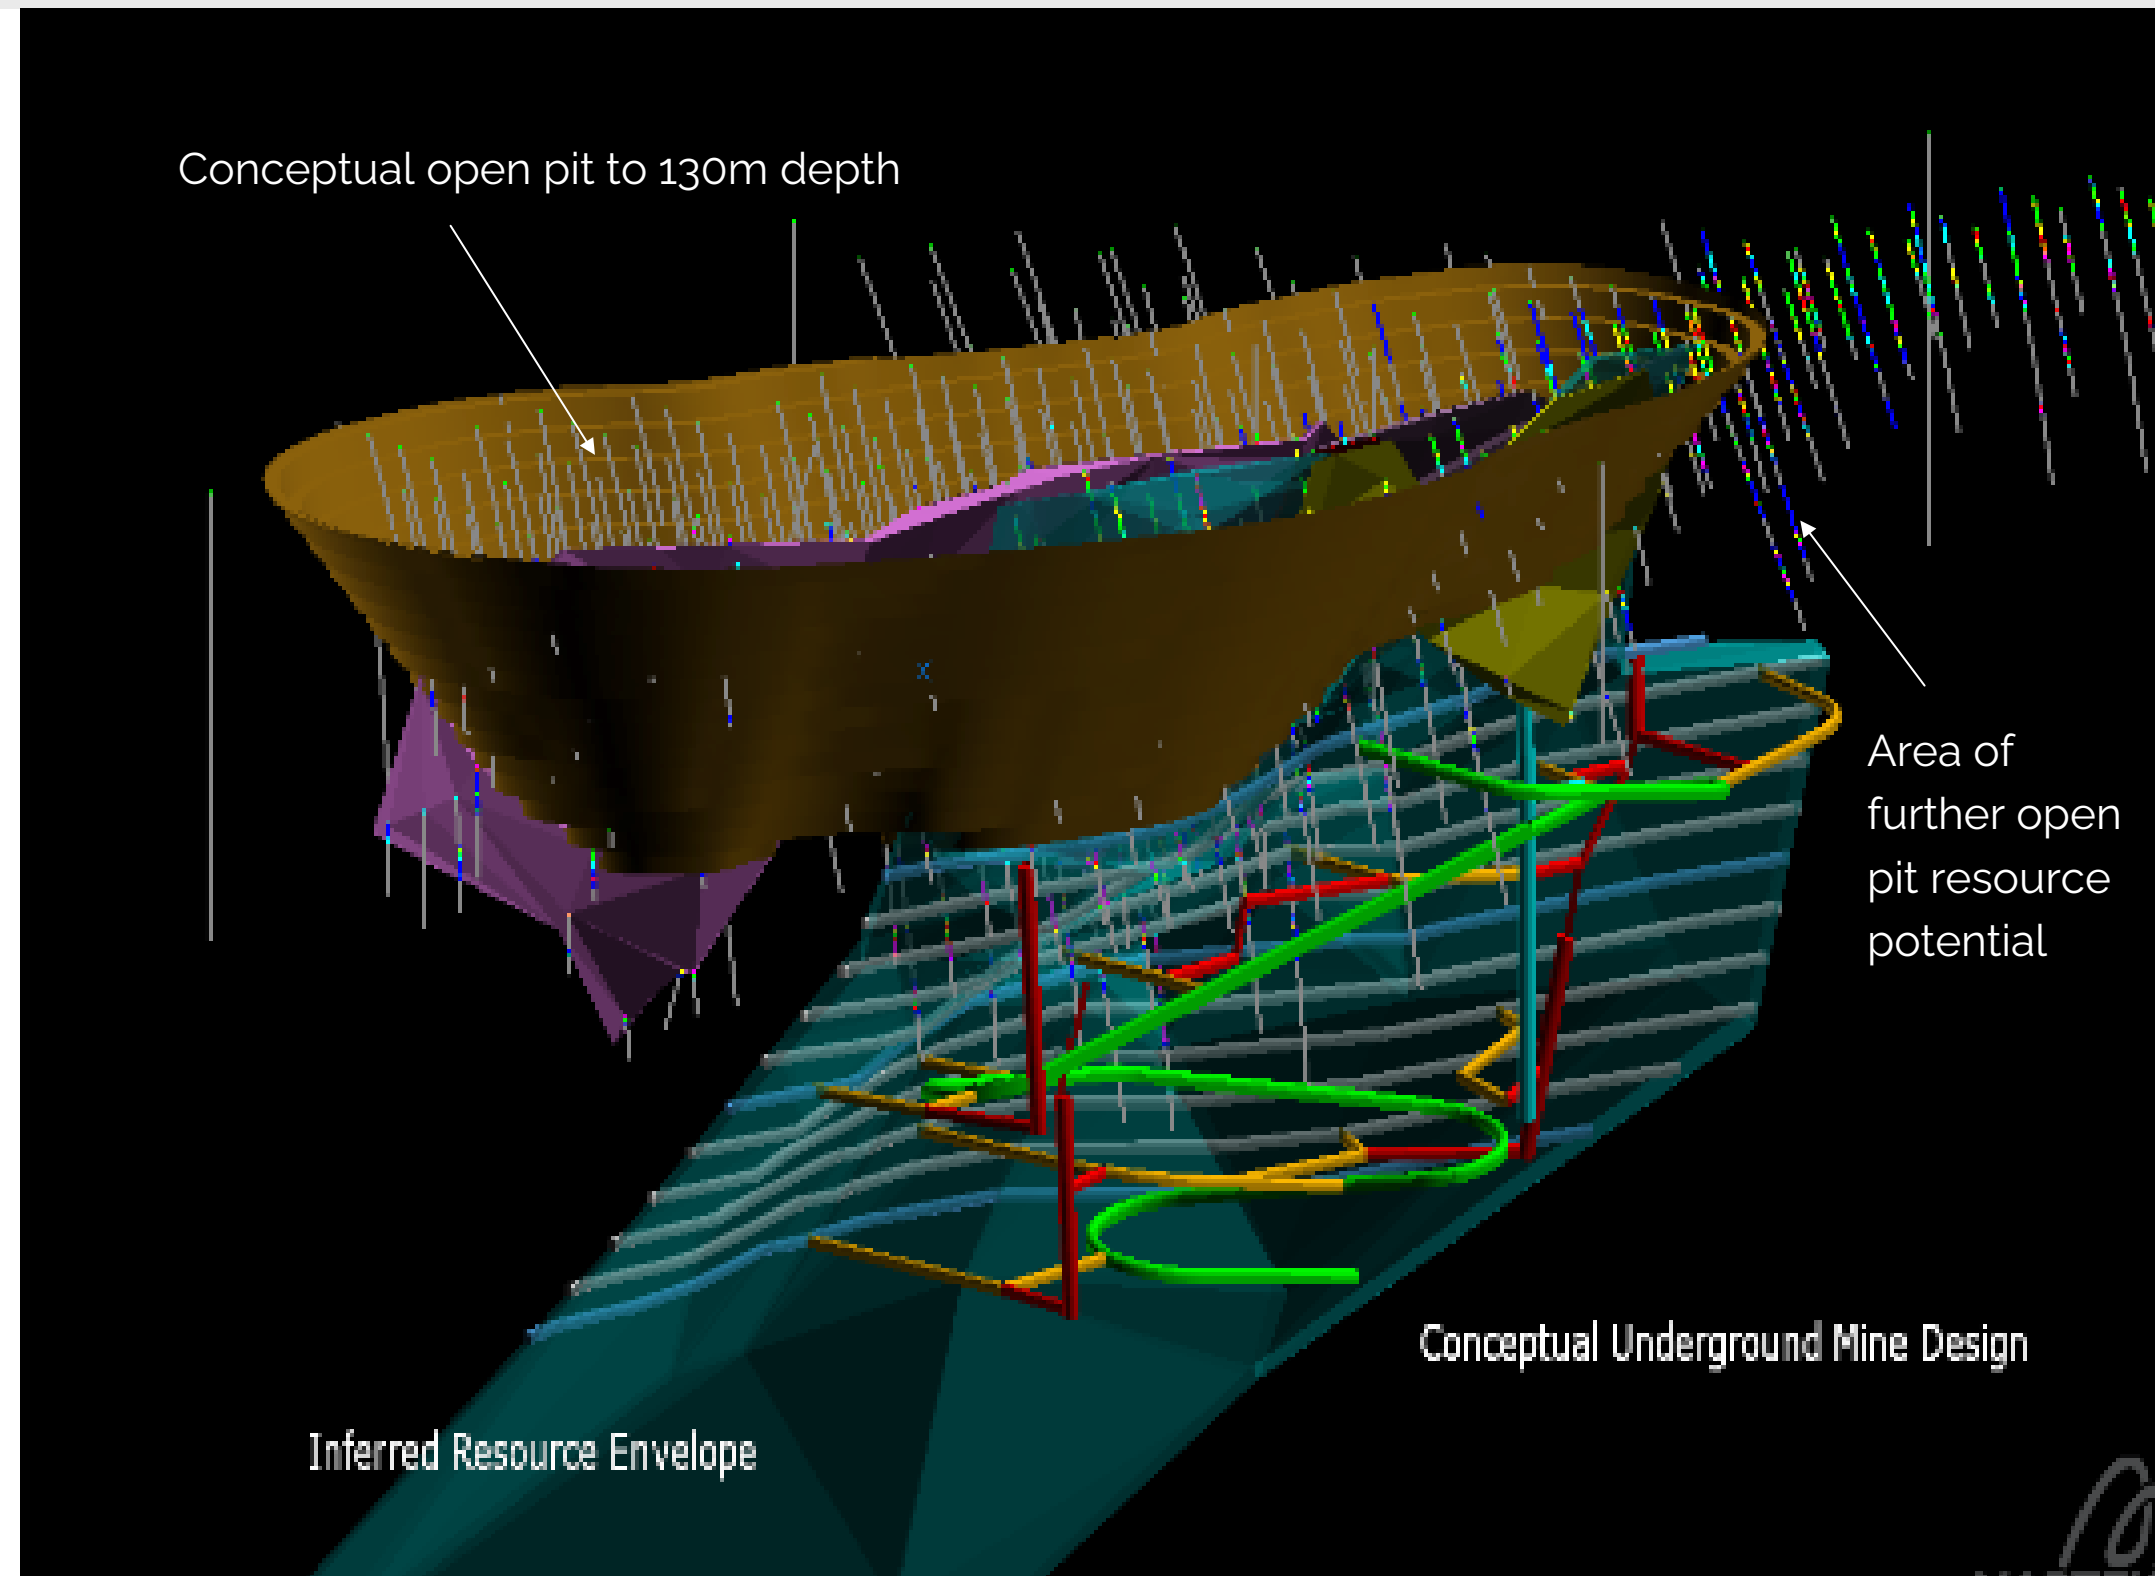 Conceptual open pit to 130m depth
Area of
further open
pit resource
potential
Conceptual Underground Mine Design
Inferred Resource Envelope